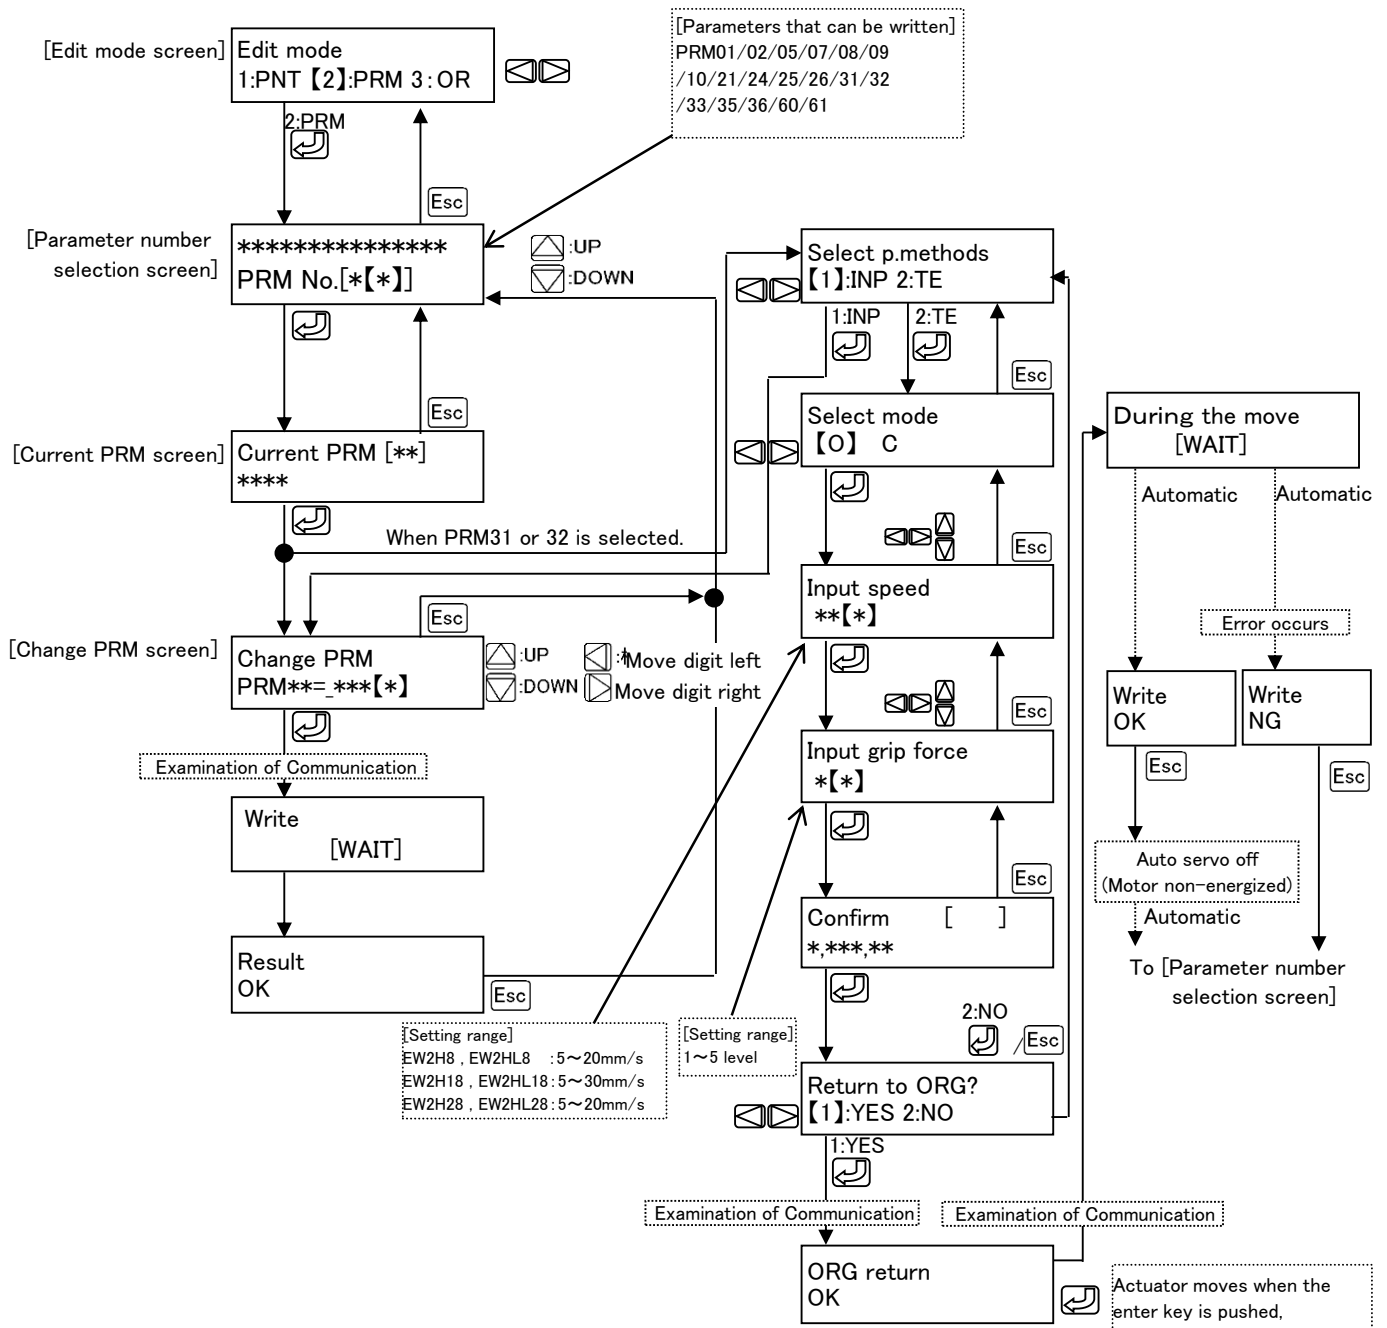 [Parameters that can be written]
PRM01/02/05/07/08/09
/10/21/24/25/26/31/32
/33/35/36/60/61
[Edit mode screen]
Edit mode
1:PNT【2】:PRM 3:OR
2:PRM
Esc
[Parameter number
selection screen]
***************
PRM No.[*【*】]
:UP
:DOWN
Esc
[Current PRM screen]
Current PRM [**]
****
When PRM31 or 32 is selected.
Esc
[Change PRM screen]
Change PRM
PRM**=_***【*】
:UP
:DOWN
Move digit left
Move digit right
Examination of Communication
Write
[WAIT]
Result
OK
Esc
[Setting range]
EW2H8 , EW2HL8 :5～20mm/s
EW2H18 , EW2HL18:5～30mm/s
EW2H28 , EW2HL28:5～20mm/s
Select p.methods
【1】:INP 2:TE
1:INP
2:TE
Esc
Select mode
【O】 C
Esc
Input speed
**【*】
Esc
Input grip force
*【*】
Esc
Confirm [ ]
*,***,**
[Setting range]
1～5 level
2:NO
/Esc
Return to ORG?
【1】:YES 2:NO
1:YES
Examination of Communication
ORG return
OK
Actuator moves when the
enter key is pushed,
Examination of Communication
During the move
[WAIT]
Automatic
Automatic
Error occurs
Write
OK
Write
NG
Esc
Esc
Auto servo off
(Motor non-energized)
Automatic
To [Parameter number
selection screen]